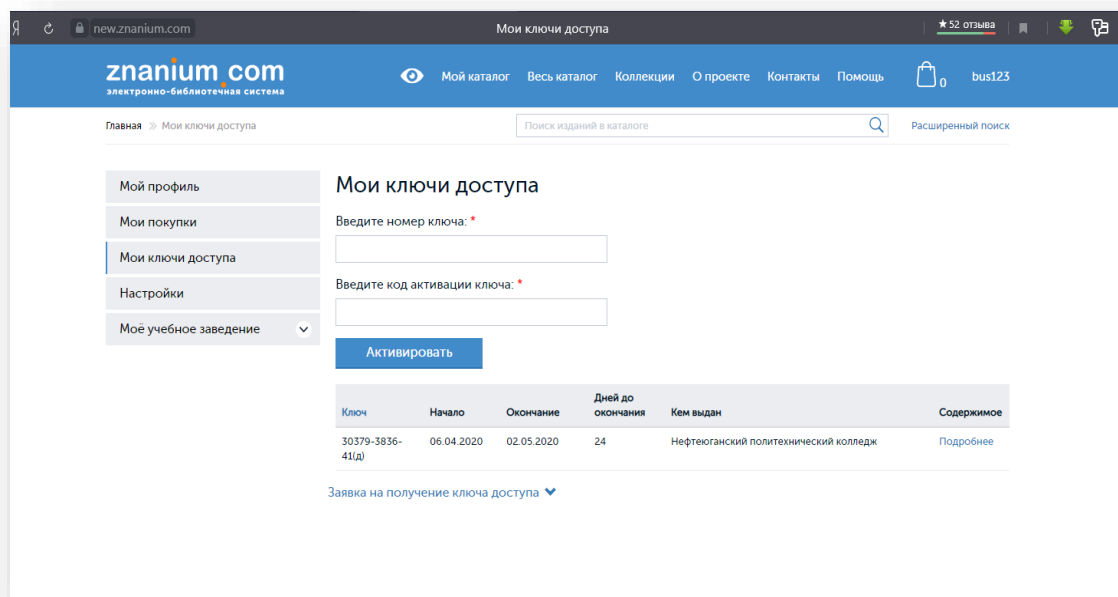 Я new.znanium.com Мои ключи доступа ★ 52 отзыва
znanium.com
электронно-библиотечная система
Мой каталог Весь каталог Коллекции О проекте Контакты Помощь 0 bus123
Главная » Мои ключи доступа Поиск изданий в каталоге Расширенный поиск
Мой профиль
Мои покупки
Мои ключи доступа
Настройки
Моё учебное заведение
Мои ключи доступа
Введите номер ключа: *
Введите код активации ключа: *
Активировать
Ключ Начало Окончание Дней до окончания Кем выдан Содержимое
30379-3836-41(д) 06.04.2020 02.05.2020 24 Нефтеюганский политехнический колледж Подробнее
Заявка на получение ключа доступа